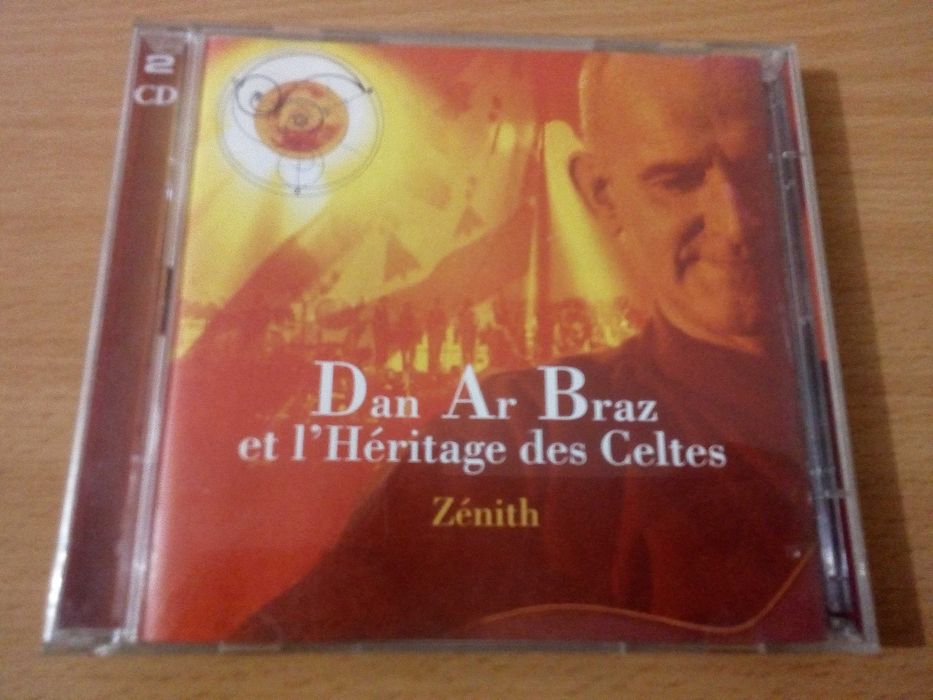 2
CD
Dan Ar Braz
et l'Héritage des Celtes
Zénith